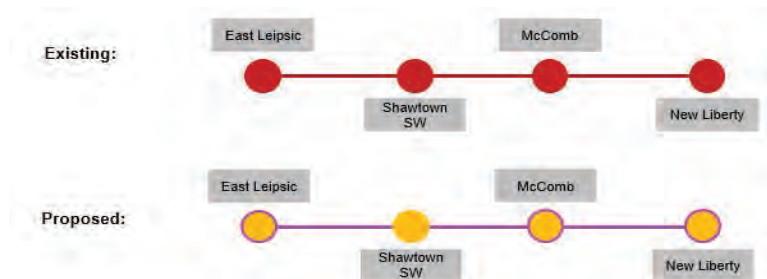 East Leipsic
McComb
Existing:
Shawtown
SW
New Liberty
East Leipsic
McComb
Proposed:
Shawtown
SW
New Liberty